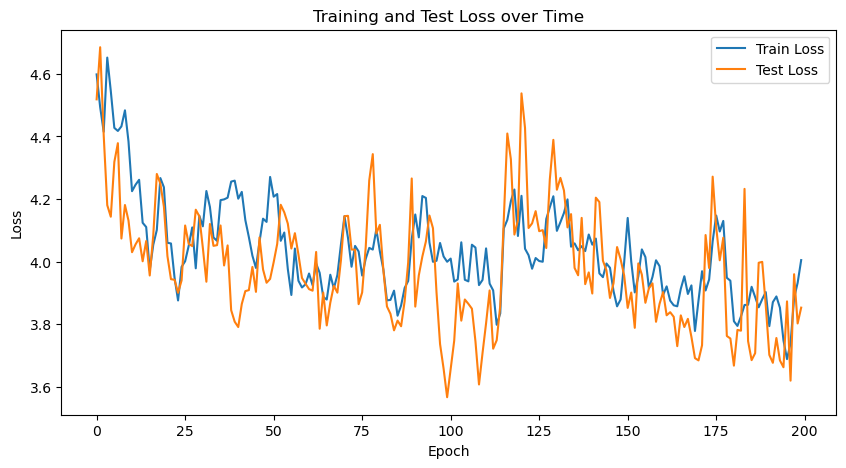 Training and Test Loss over Time
Train Loss
Test Loss
Loss
4.6
4.4
4.2
4.0
3.8
3.6
0 25 50 75 100 125 150 175 200
Epoch